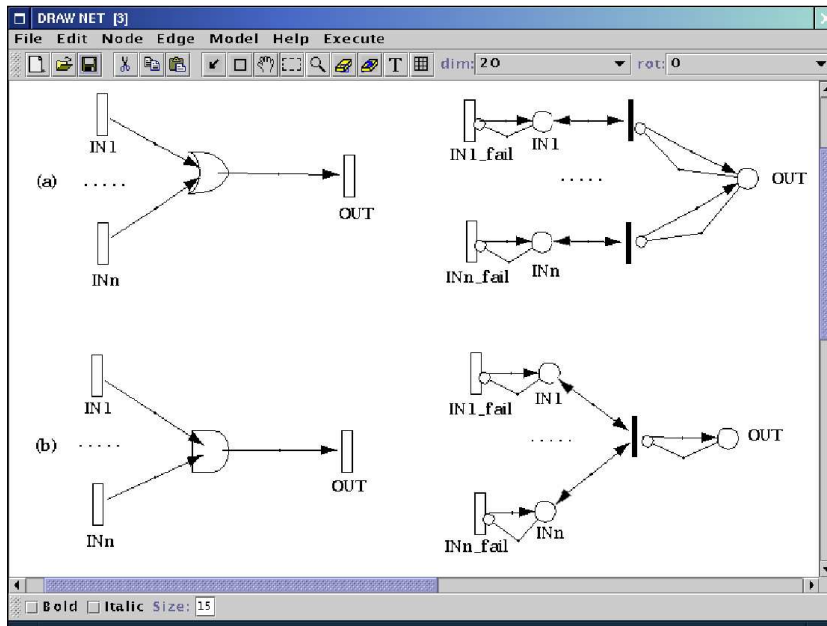 DRAW NET [3]
File Edit Node Edge Model Help Execute
T dim: 20 rot: 0
IN1
(a) .....
OUT
INn
IN1_fail IN1
.....
OUT
INn_fail INn
IN1
(b) .....
OUT
INn
IN1_fail IN1
.....
OUT
INn_fail INn
Bold Italic Size: 15